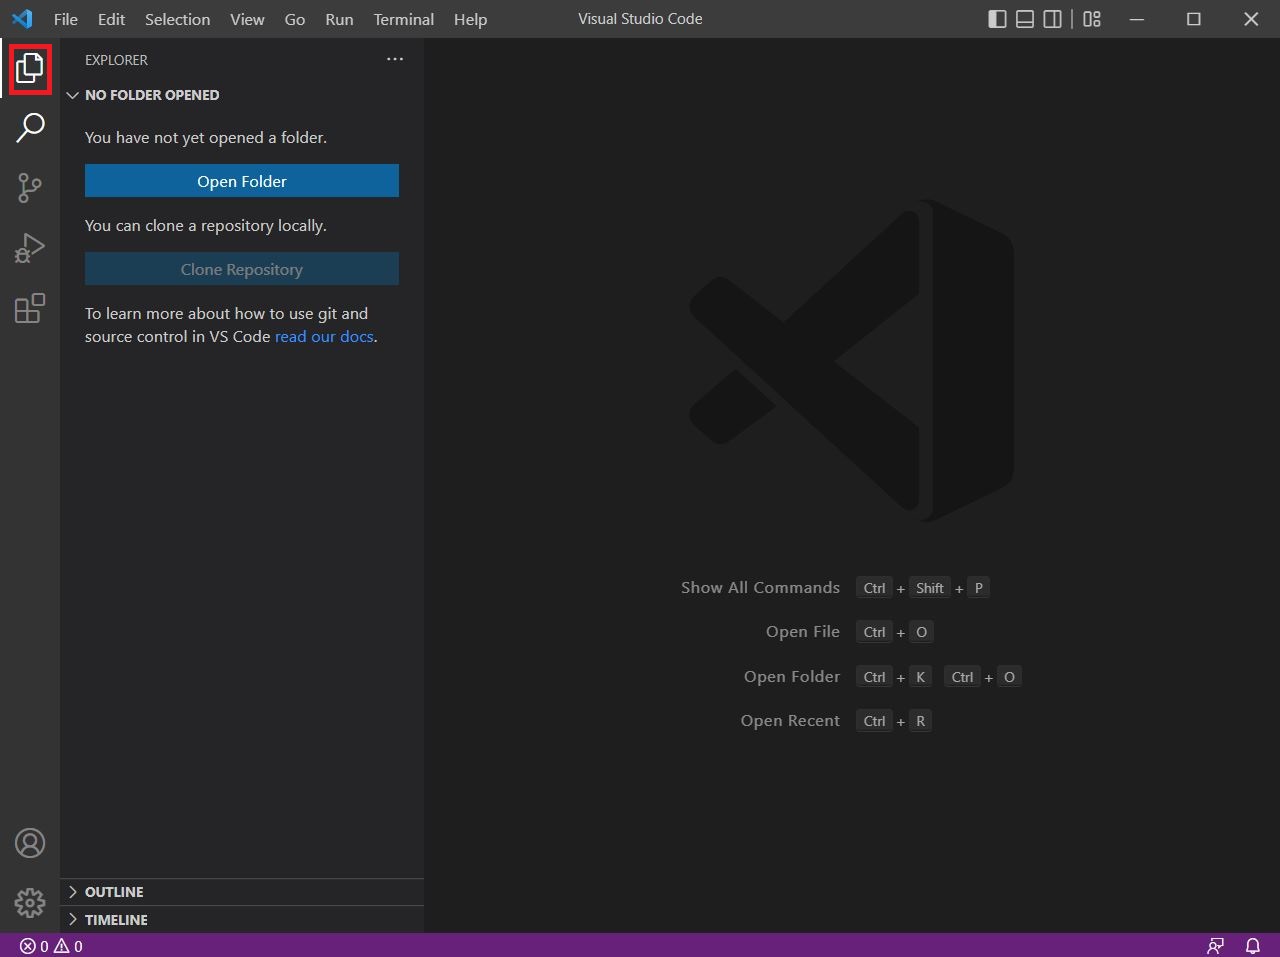 File Edit Selection View Go Run Terminal Help Visual Studio Code
EXPLORER ···
NO FOLDER OPENED
You have not yet opened a folder.
Open Folder
You can clone a repository locally.
Clone Repository
To learn more about how to use git and
source control in VS Code read our docs.
Show All Commands Ctrl + Shift + P
Open File Ctrl + O
Open Folder Ctrl + K Ctrl + O
Open Recent Ctrl + R
OUTLINE
TIMELINE
0 0